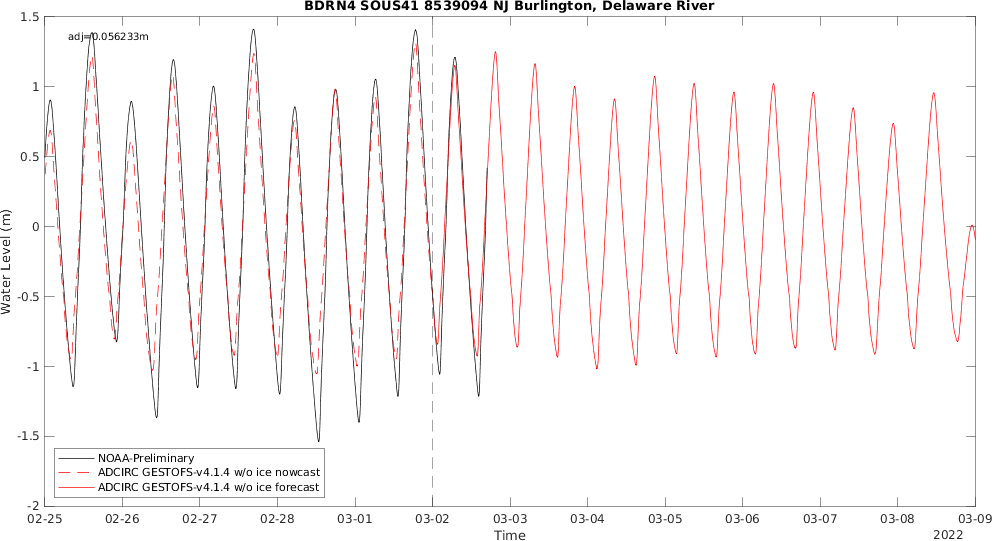 BDRN4 SOUS41 8539094 NJ Burlington, Delaware River
adj=0.056233m
1.5
1
0.5
0
-0.5
-1
-1.5
-2
Water Level (m)
NOAA-Preliminary
ADCIRC GESTOFS-v4.1.4 w/o ice nowcast
ADCIRC GESTOFS-v4.1.4 w/o ice forecast
02-25 02-26 02-27 02-28 03-01 03-02 03-03 03-04 03-05 03-06 03-07 03-08 03-09
Time
2022